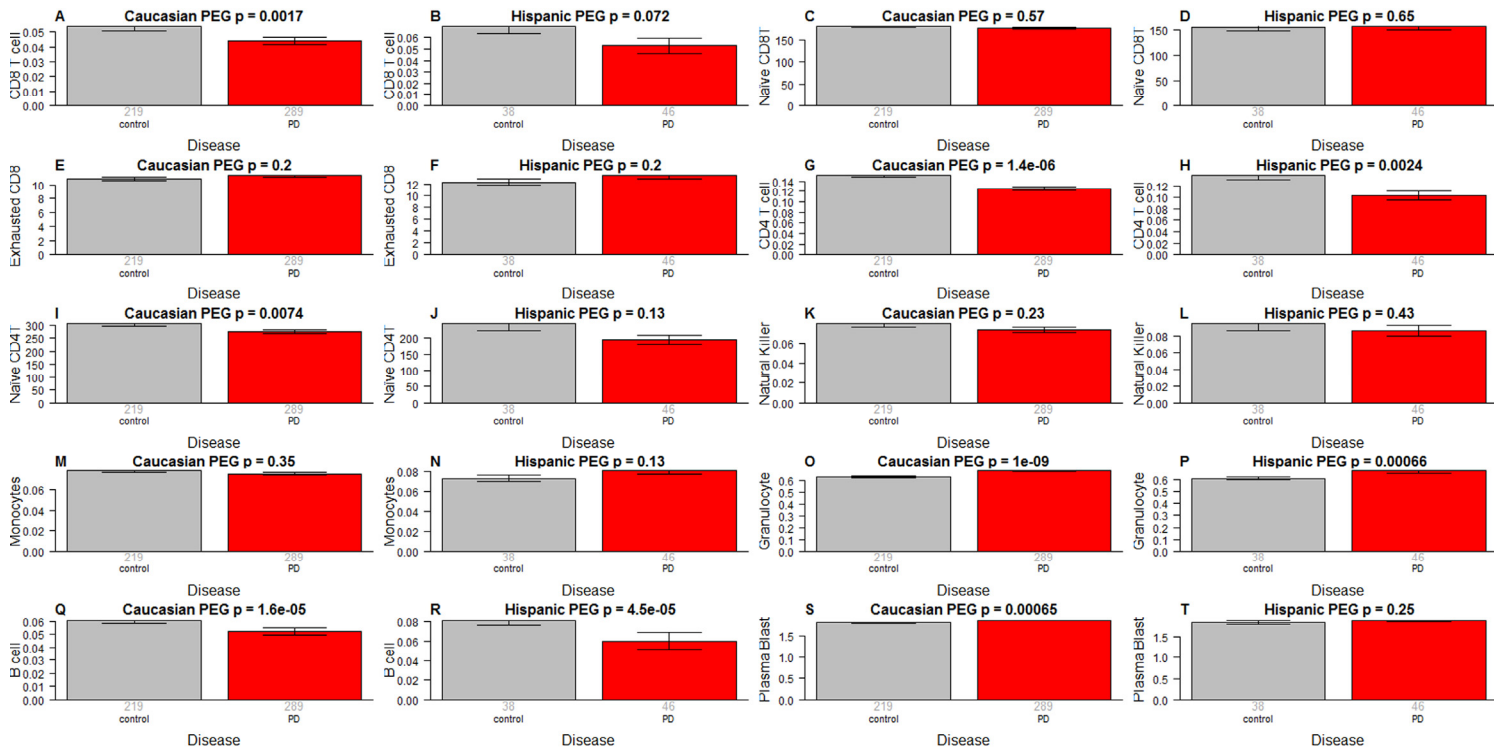 A Caucasian PEG p = 0.0017
CD8 T cell
0.05
0.04
0.03
0.02
0.01
0.00
219 289
control PD
Disease
B Hispanic PEG p = 0.072
CD8 T cell
0.06
0.05
0.04
0.03
0.02
0.01
0.00
38 46
control PD
Disease
C Caucasian PEG p = 0.57
Naïve CD8T
150
100
50
0
219 289
control PD
Disease
D Hispanic PEG p = 0.65
Naïve CD8T
150
100
50
0
38 46
control PD
Disease
E Caucasian PEG p = 0.2
Exhausted CD8
10
8
6
4
2
0
219 289
control PD
Disease
F Hispanic PEG p = 0.2
Exhausted CD8
12
10
8
6
4
2
0
38 46
control PD
Disease
G Caucasian PEG p = 1.4e-06
CD4 T cell
0.14
0.12
0.10
0.08
0.06
0.04
0.02
0.00
219 289
control PD
Disease
H Hispanic PEG p = 0.0024
CD4 T cell
0.12
0.10
0.08
0.06
0.04
0.02
0.00
38 46
control PD
Disease
I Caucasian PEG p = 0.0074
Naïve CD4T
300
250
200
150
100
50
0
219 289
control PD
Disease
J Hispanic PEG p = 0.13
Naïve CD4T
200
150
100
50
0
38 46
control PD
Disease
K Caucasian PEG p = 0.23
Natural Killer
0.06
0.04
0.02
0.00
219 289
control PD
Disease
L Hispanic PEG p = 0.43
Natural Killer
0.08
0.06
0.04
0.02
0.00
38 46
control PD
Disease
M Caucasian PEG p = 0.35
Monocytes
0.06
0.04
0.02
0.00
219 289
control PD
Disease
N Hispanic PEG p = 0.13
Monocytes
0.08
0.06
0.04
0.02
0.00
38 46
control PD
Disease
O Caucasian PEG p = 1e-09
Granulocyte
0.6
0.5
0.4
0.3
0.2
0.1
0.0
219 289
control PD
Disease
P Hispanic PEG p = 0.00066
Granulocyte
0.6
0.5
0.4
0.3
0.2
0.1
0.0
38 46
control PD
Disease
Q Caucasian PEG p = 1.6e-05
B cell
0.06
0.05
0.04
0.03
0.02
0.01
0.00
219 289
control PD
Disease
R Hispanic PEG p = 4.5e-05
B cell
0.08
0.06
0.04
0.02
0.00
38 46
control PD
Disease
S Caucasian PEG p = 0.00065
Plasma Blast
1.5
1.0
0.5
0.0
219 289
control PD
Disease
T Hispanic PEG p = 0.25
Plasma Blast
1.5
1.0
0.5
0.0
38 46
control PD
Disease